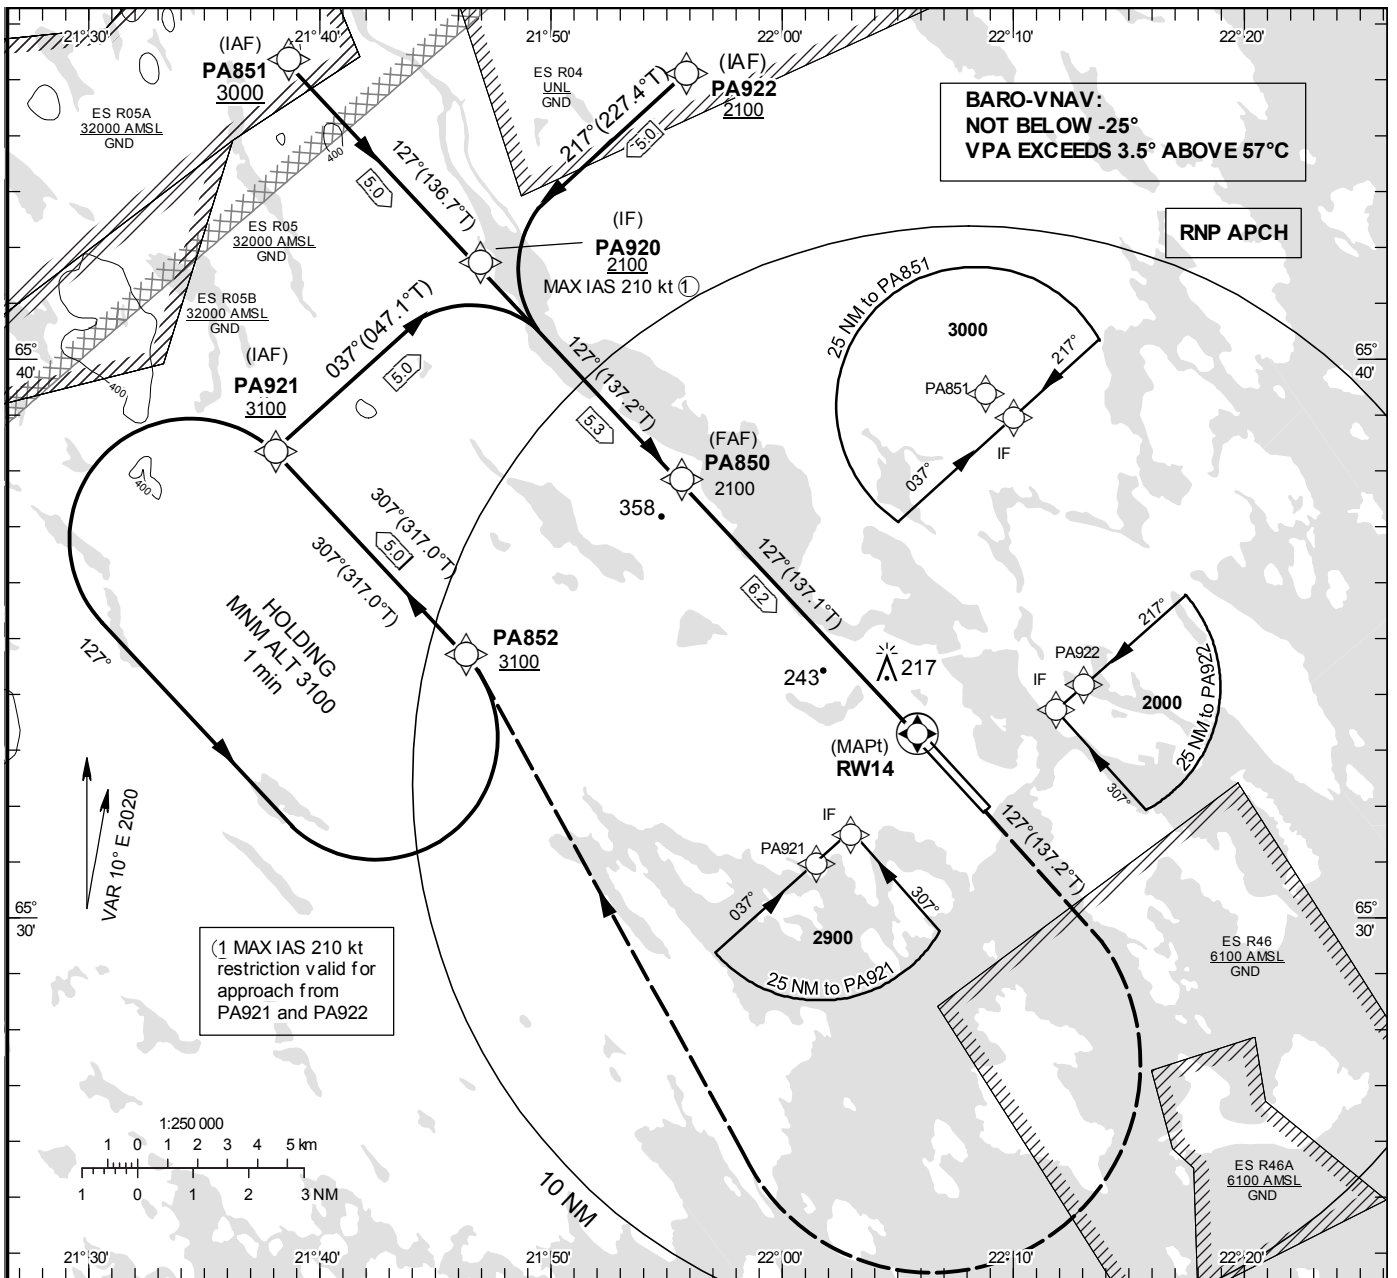 21°30'
21°40'
21°50'
22°00'
22°10'
22°20'
(IAF)
PA851
3000
ES R05A
32000 AMSL
GND
400
ES R04
UNL
GND
(IAF)
PA922
2100
217°(227.4°T)
5.0
BARO-VNAV:
NOT BELOW -25°
VPA EXCEEDS 3.5° ABOVE 57°C
127°(136.7°T)
5.0
RNP APCH
(IF)
PA920
2100
MAX IAS 210 kt ①
ES R05
32000 AMSL
GND
ES R05B
32000 AMSL
GND
400
65°
40'
(IAF)
PA921
3100
037°(047.1°T)
5.0
127°(137.2°T)
5.3
25 NM to PA851
3000
217°
PA851
IF
037°
65°
40'
(FAF)
PA850
2100
358
400
307°(317.0°T)
5.0
307°(317.0°T)
127°(137.1°T)
6.2
HOLDING
MNM ALT 3100
1 min
127°
PA852
3100
243
217
217°
PA922
IF
2000
25 NM to PA922
307°
(MAPt)
RW14
127°(137.2°T)
VAR 10° E 2020
IF
PA921
037°
307°
2900
25 NM to PA921
65°
30'
65°
30'
① MAX IAS 210 kt
restriction valid for
approach from
PA921 and PA922
ES R46
6100 AMSL
GND
1:250 000
1 0 1 2 3 4 5 km
1 0 1 2 3 NM
10 NM
ES R46A
6100 AMSL
GND
21°30'
21°40'
21°50'
22°00'
22°10'
22°20'